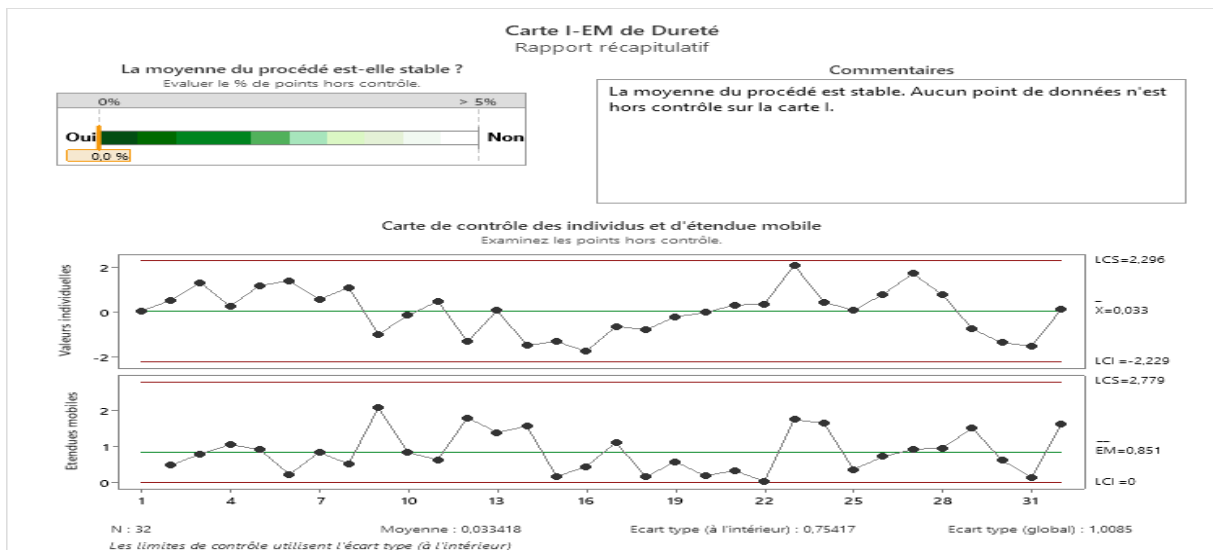 Carte I-EM de Dureté
Rapport récapitulatif
La moyenne du procédé est-elle stable ?
Evaluer le % de points hors contrôle.
0% > 5%
Oui Non
0,0 %
Commentaires
La moyenne du procédé est stable. Aucun point de données n'est
hors contrôle sur la carte I.
Carte de contrôle des individus et d'étendue mobile
Examinez les points hors contrôle.
Valeurs individuelles
2
0
-2
LCS=2,296
X=0,033
LCI =-2,229
Etendues mobiles
2
1
0
LCS=2,779
EM=0,851
LCI =0
1 4 7 10 13 16 19 22 25 28 31
N : 32 Moyenne : 0,033418 Ecart type (à l'intérieur) : 0,75417 Ecart type (global) : 1,0085
Les limites de contrôle utilisent l'écart type (à l'intérieur)